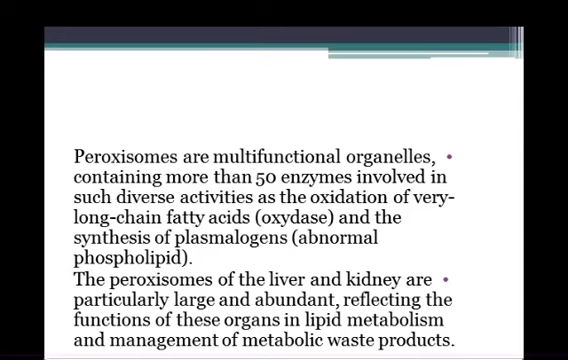 Peroxisomes are multifunctional organelles, •
containing more than 50 enzymes involved in
such diverse activities as the oxidation of very-
long-chain fatty acids (oxydase) and the
synthesis of plasmalogens (abnormal
phospholipid).
The peroxisomes of the liver and kidney are •
particularly large and abundant, reflecting the
functions of these organs in lipid metabolism
and management of metabolic waste products.